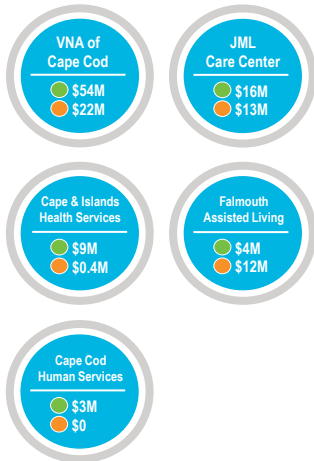 VNA of
Cape Cod
$54M
$22M
JML
Care Center
$16M
$13M
Cape & Islands
Health Services
$9M
$0.4M
Falmouth
Assisted Living
$4M
$12M
Cape Cod
Human Services
$3M
$0